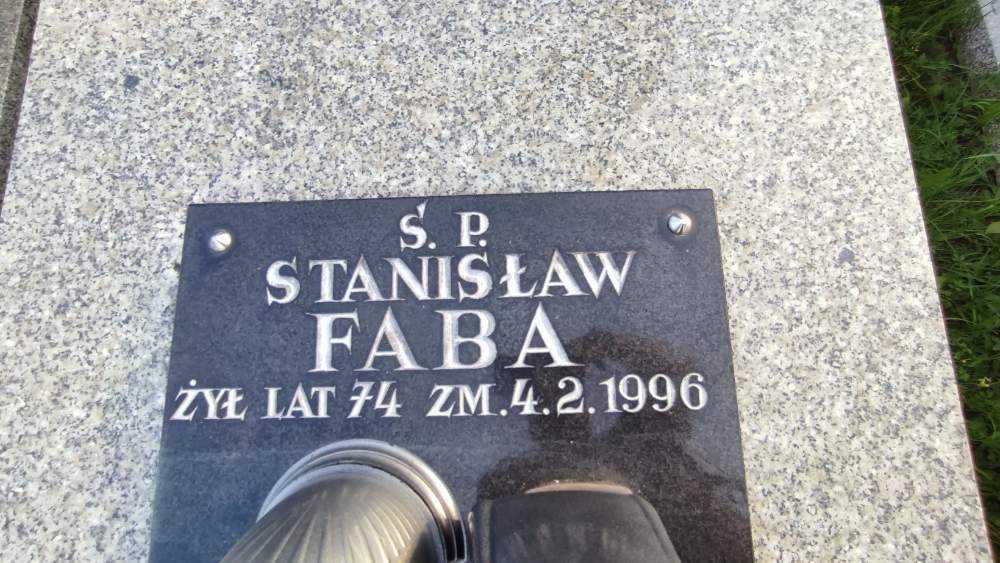 Ś. P.
STANISŁAW
FABA
ŻYŁ LAT 74 ZM. 4. 2. 1996